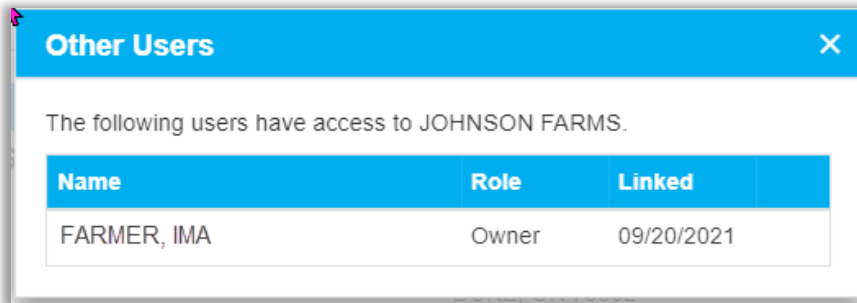 Other Users
The following users have access to JOHNSON FARMS.
Name Role Linked
FARMER, IMA Owner 09/20/2021